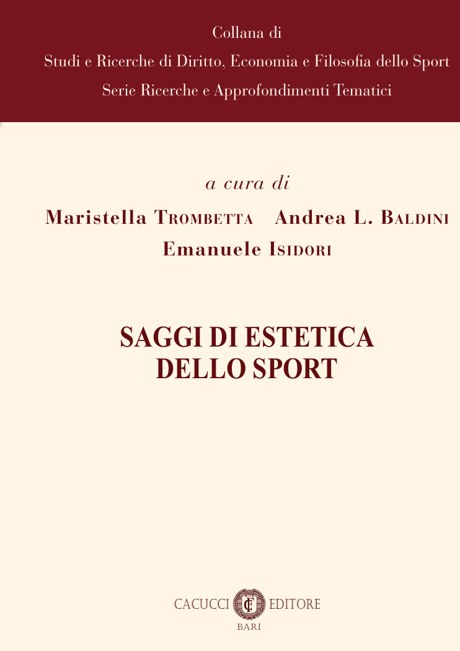 Collana di
Studi e Ricerche di Diritto, Economia e Filosofia dello Sport
Serie Ricerche e Approfondimenti Tematici
a cura di
Maristella TROMBETTA Andrea L. BALDINI
Emanuele ISIDORI
SAGGI DI ESTETICA
DELLO SPORT
CACUCCI EDITORE
BARI